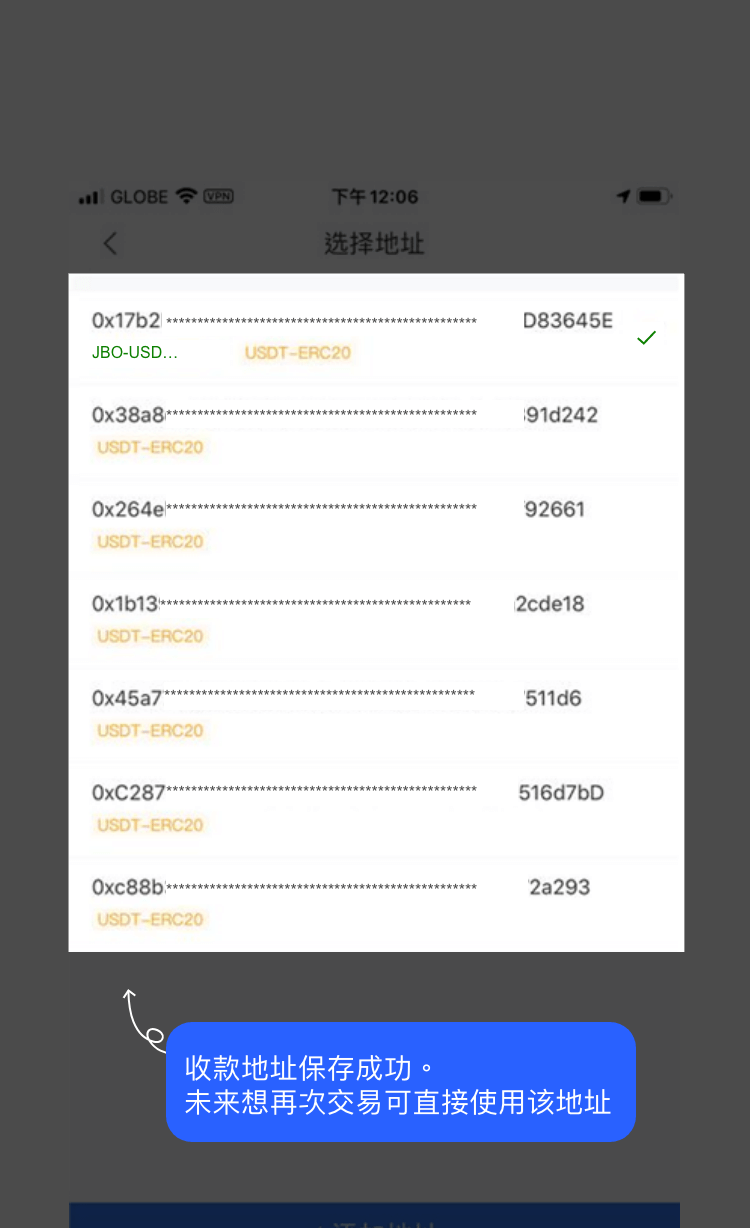 GLOBE VPN 下午12:06
选择地址
0x17b2**************************************************D83645E
JBO-USD... USDT-ERC20
0x38a8**************************************************91d242
USDT-ERC20
0x264e**************************************************92661
USDT-ERC20
0x1b13**************************************************2cde18
USDT-ERC20
0x45a7**************************************************511d6
USDT-ERC20
0xC287**************************************************516d7bD
USDT-ERC20
0xc88b**************************************************2a293
USDT-ERC20
收款地址保存成功。
未来想再次交易可直接使用该地址